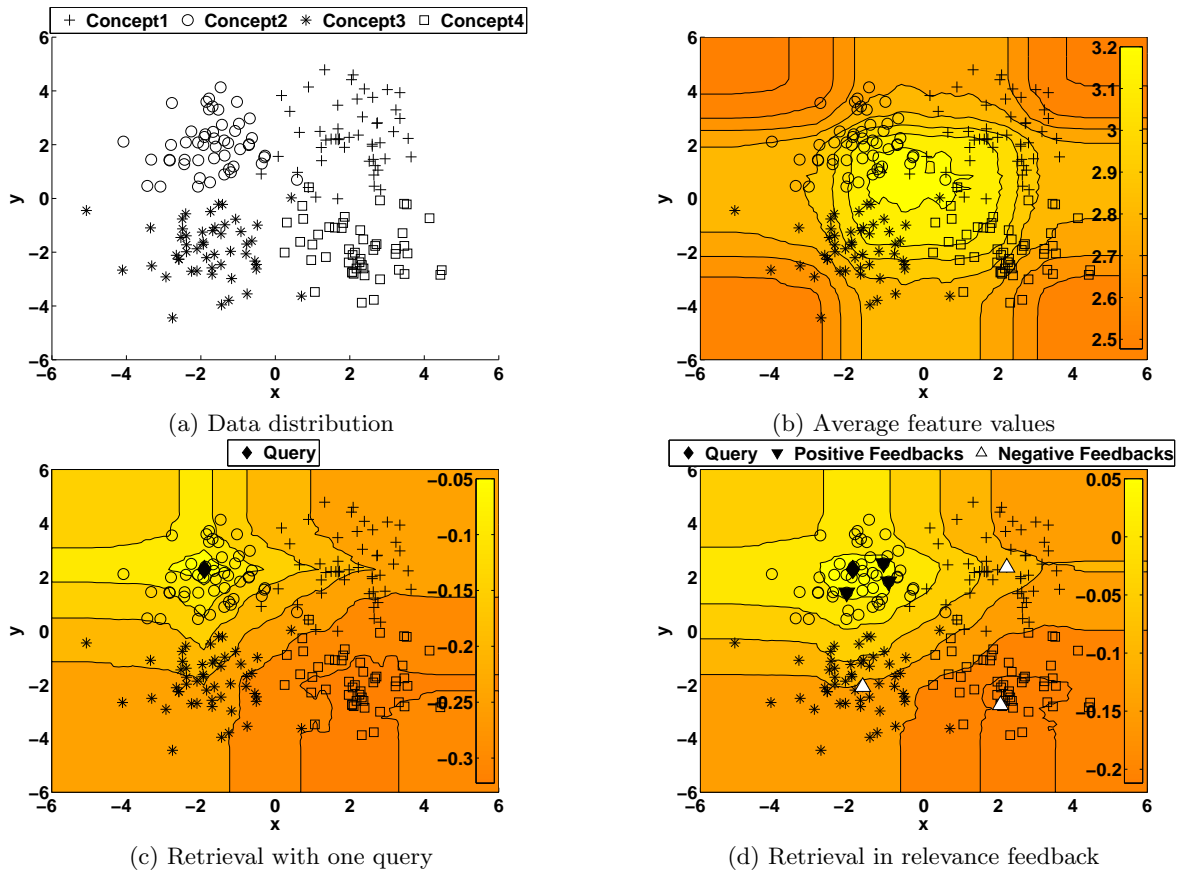 Concept1 Concept2 Concept3 Concept4
6
4
2
0
−2
−4
−6
y
−6 −4 −2 0 2 4 6
x
(a) Data distribution
6
4
2
0
−2
−4
−6
y
−6 −4 −2 0 2 4 6
x
3.2
3.1
3
2.9
2.8
2.7
2.6
2.5
(b) Average feature values
Query
6
4
2
0
−2
−4
−6
y
−6 −4 −2 0 2 4 6
x
−0.05
−0.1
−0.15
−0.2
−0.25
−0.3
(c) Retrieval with one query
Query Positive Feedbacks Negative Feedbacks
6
4
2
0
−2
−4
−6
y
−6 −4 −2 0 2 4 6
x
0.05
0
−0.05
−0.1
−0.15
−0.2
(d) Retrieval in relevance feedback